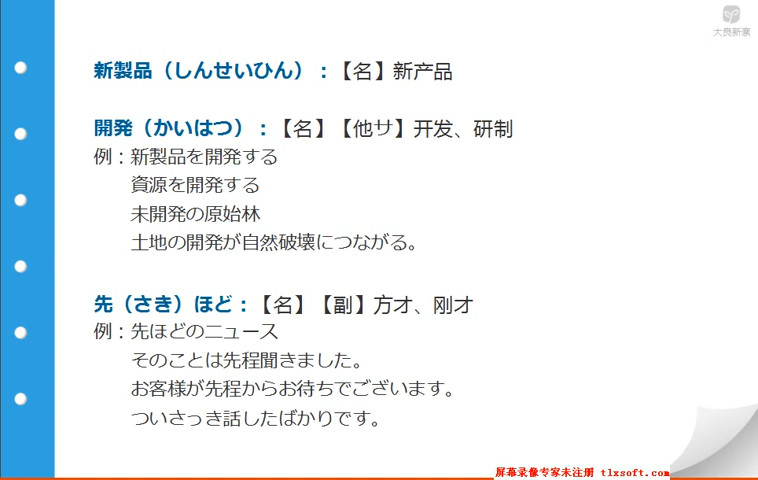 大良新寨
新製品（しんせいひん）：【名】新产品
開発（かいはつ）：【名】【他サ】开发、研制
例：新製品を開発する
資源を開発する
未開発の原始林
土地の開発が自然破壊につながる。
先（さき）ほど：【名】【副】方才、刚才
例：先ほどのニュース
そのことは先程聞きました。
お客様が先程からお待ちでございます。
ついさっき話したばかりです。
屏幕录像专家未注册 tlxsoft.com